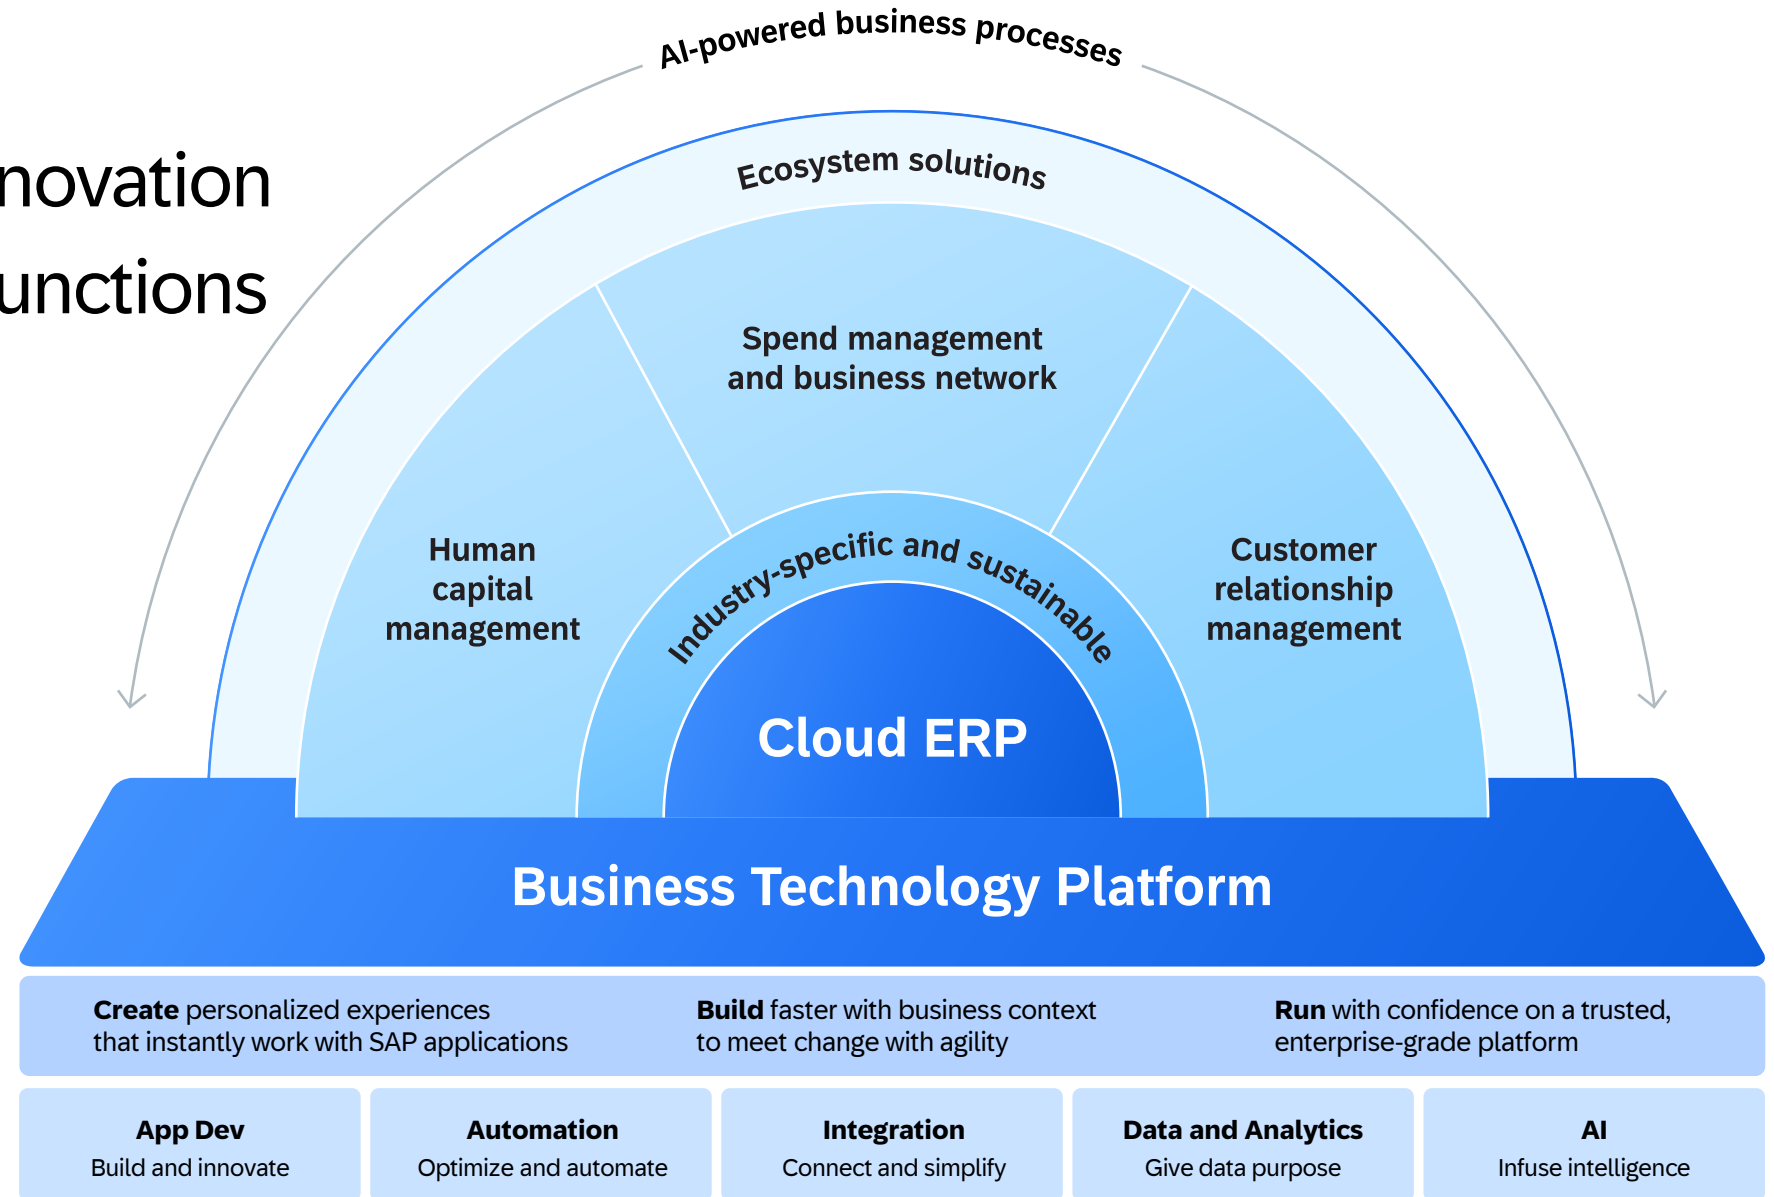 AI-powered business processes
novation
unctions
Ecosystem solutions
Spend management
and business network
Human
capital
management
Customer
relationship
management
Industry-specific and sustainable
Cloud ERP
Business Technology Platform
Create personalized experiences
that instantly work with SAP applications
Build faster with business context
to meet change with agility
Run with confidence on a trusted,
enterprise-grade platform
App Dev
Build and innovate
Automation
Optimize and automate
Integration
Connect and simplify
Data and Analytics
Give data purpose
AI
Infuse intelligence